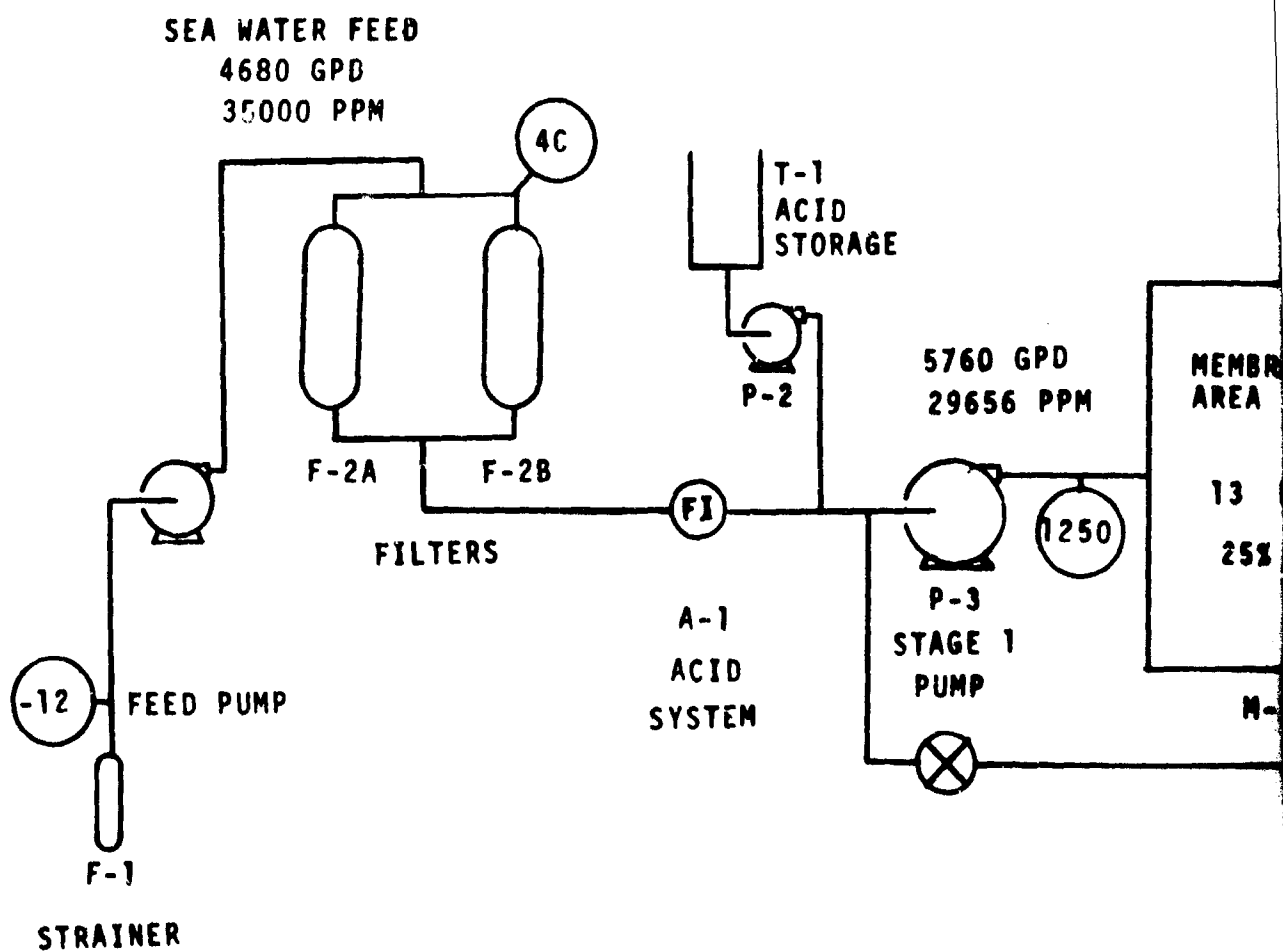 SEA WATER FEED
4680 GPD
35000 PPM
4C
T-1
ACID
STORAGE
P-2
5760 GPD
29656 PPM
MEMBR
AREA
13
25%
F-2A
F-2B
FI
1250
FILTERS
P-3
STAGE 1
PUMP
A-1
ACID
SYSTEM
-12
FEED PUMP
M-
F-1
STRAINER